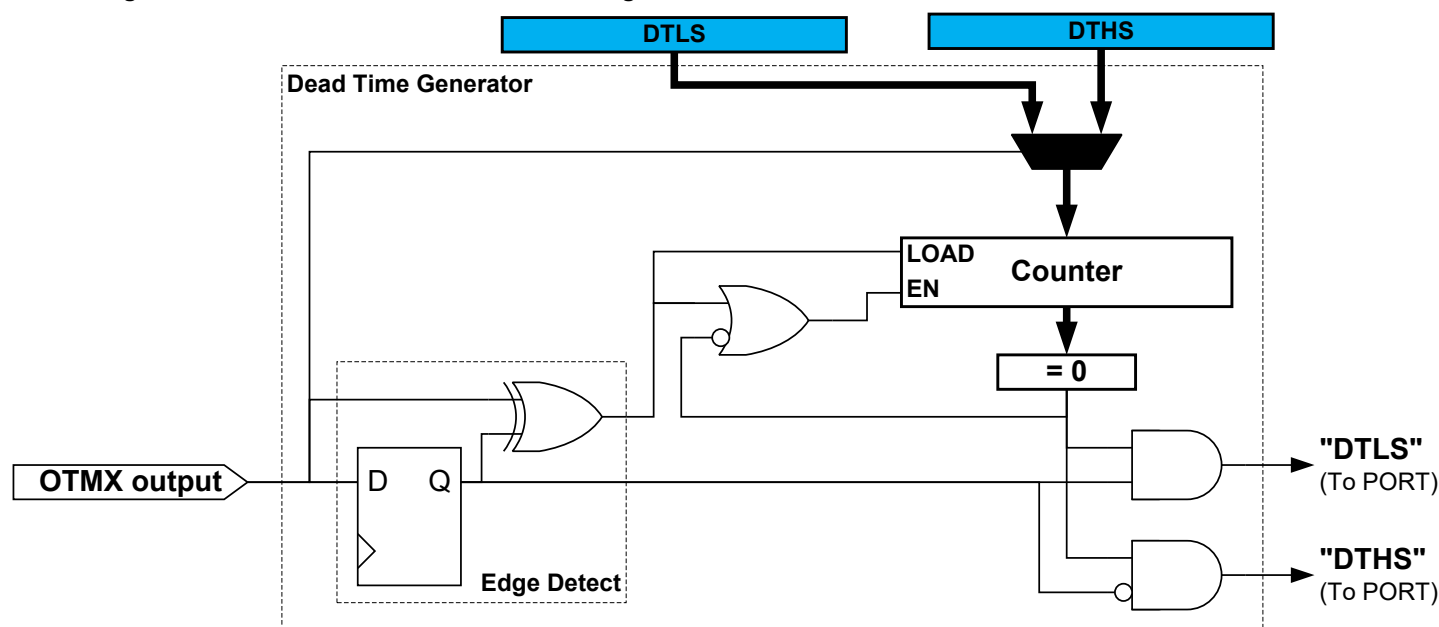 DTLS
DTHS
Dead Time Generator
LOAD
Counter
EN
= 0
"DTLS"
(To PORT)
OTMX output
D Q
"DTHS"
(To PORT)
Edge Detect